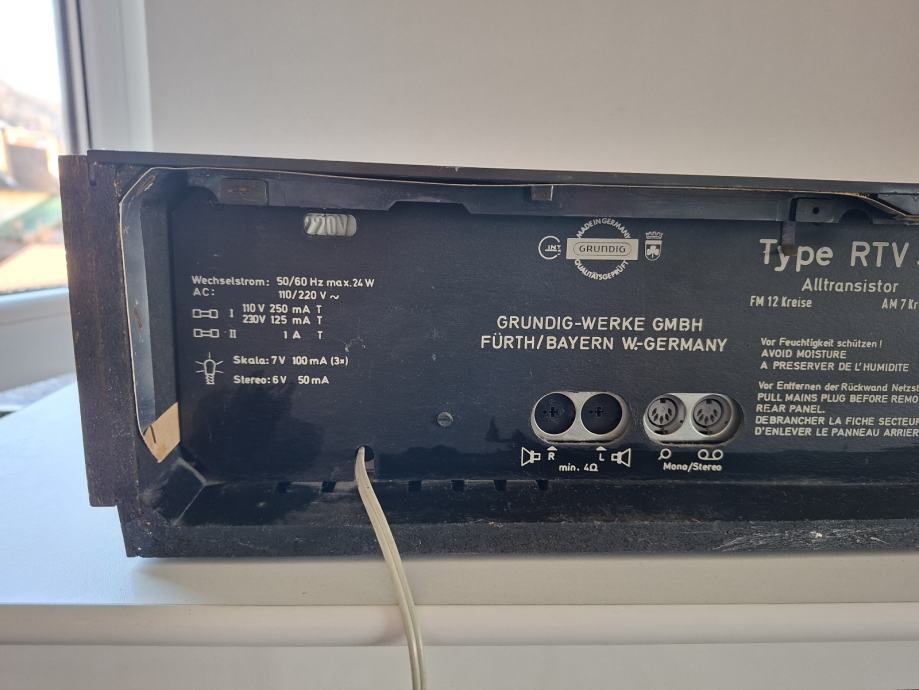 220V
Wechselstrom: 50/60 Hz max. 24 W
AC: 110/220 V ~
I 110 V 250 mA T
230V 125 mA T
II 1 A T
Skala: 7V 100 mA (3x)
Stereo: 6 V 50 mA
MADE IN GERMANY
GRUNDIG
QUALITÄTSGEPRÜFT
GRUNDIG-WERKE GMBH
FÜRTH/BAYERN W.-GERMANY
R L
min. 4Ω
Mono/Stereo
Type RTV
Alltransistor
FM 12 Kreise AM 7 Kr
Vor Feuchtigkeit schützen!
AVOID MOISTURE
A PRESERVER DE L'HUMIDITE
Vor Entfernen der Rückwand Netzst
PULL MAINS PLUG BEFORE REMO
REAR PANEL.
DEBRANCHER LA FICHE SECTEU
D'ENLEVER LE PANNEAU ARRIER